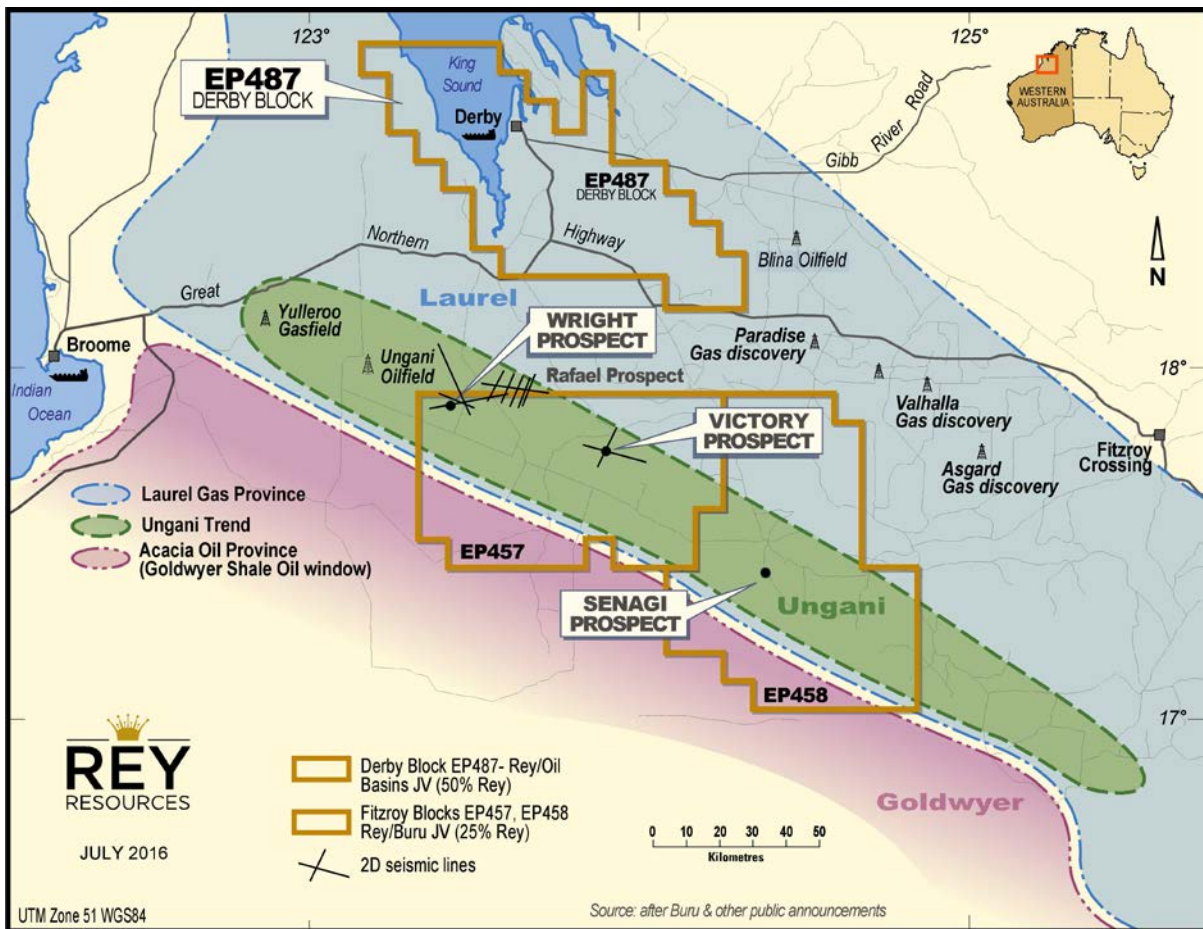 123°
125°
King
Sound
EP487
DERBY BLOCK
Derby
WESTERN
AUSTRALIA
Gibb River Road
EP487
DERBY BLOCK
Northern
Highway
Blina Oilfield
N
Great
Laurel
Yulleroo
Gasfield
WRIGHT
PROSPECT
Paradise
Gas discovery
Broome
Ungani
Oilfield
Rafael Prospect
18°
Indian
Ocean
VICTORY
PROSPECT
Valhalla
Gas discovery
Fitzroy
Crossing
Asgard
Gas discovery
Laurel Gas Province
Ungani Trend
Acacia Oil Province
(Goldwyer Shale Oil window)
EP457
SENAGI
PROSPECT
Ungani
EP458
17°
REY
RESOURCES
JULY 2016
Derby Block EP487- Rey/Oil
Basins JV (50% Rey)
Fitzroy Blocks EP457, EP458
Rey/Buru JV (25% Rey)
2D seismic lines
Goldwyer
0 10 20 30 40 50
Kilometres
UTM Zone 51 WGS84
Source: after Buru & other public announcements